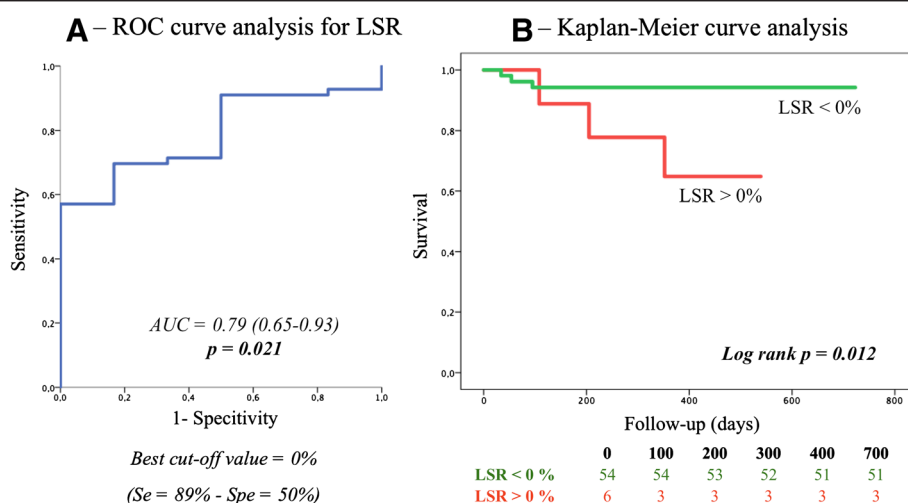 A – ROC curve analysis for LSR
1,0
0,8
0,6
0,4
0,2
0,0
Sensitivity
0,0 0,2 0,4 0,6 0,8 1,0
1- Specitivity
AUC = 0.79 (0.65-0.93)
p = 0.021
Best cut-off value = 0%
(Se = 89% - Spe = 50%)
B – Kaplan-Meier curve analysis
1,0
0,8
0,6
0,4
0,2
0,0
Survival
LSR < 0%
LSR > 0%
Log rank p = 0.012
0 200 400 600 800
Follow-up (days)
0 100 200 300 400 700
LSR < 0 % 54 54 53 52 51 51
LSR > 0 % 6 3 3 3 3 3